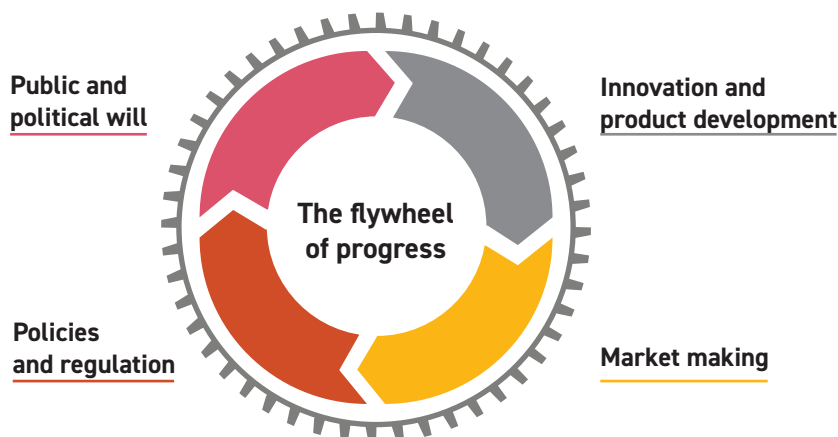 Public and
political will
Innovation and
product development
The flywheel
of progress
Policies
and regulation
Market making